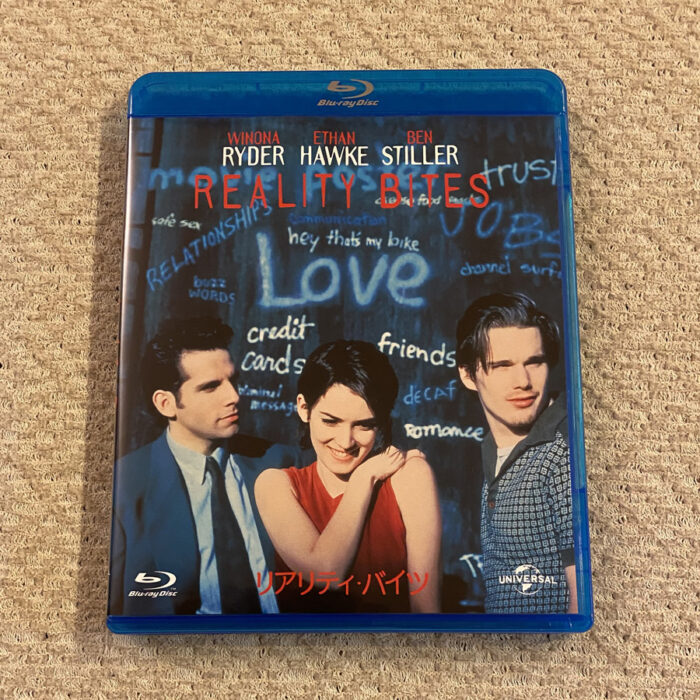 Blu-ray Disc
WINONA ETHAN BEN
RYDER HAWKE STILLER
trust
REALITY BITES
safe sex
communication
JOBS
RELATIONSHIPS
hey that's my bike
Love
channel surf
buzz
WORDS
credit
cards
friends
subliminal
message
decaf
Romance
Blu-ray Disc
リアリティ・バイツ
UNIVERSAL